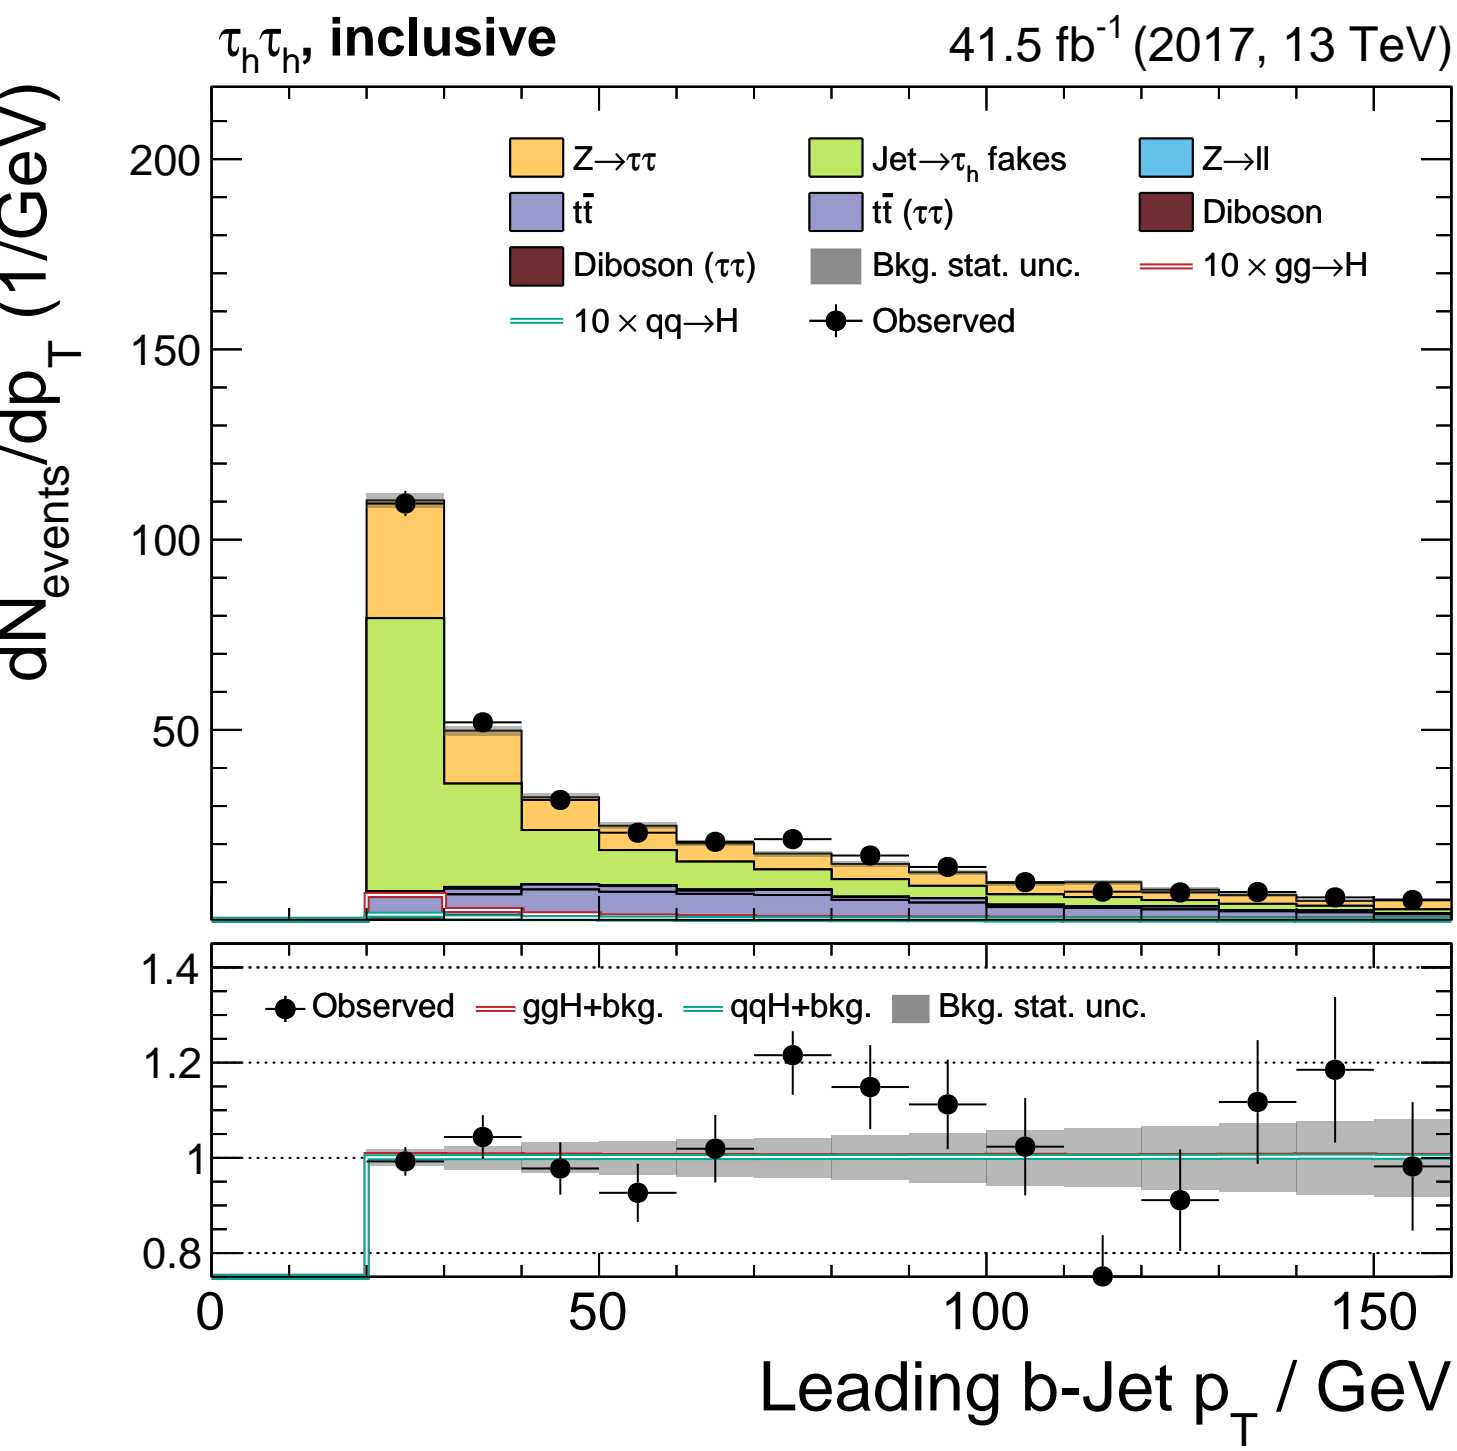 τhτh, inclusive
41.5 fb-1 (2017, 13 TeV)
dNevents/dpT (1/GeV)
200
150
100
50
Z→ττ
Jet→τh fakes
Z→ll
tt̄
tt̄ (ττ)
Diboson
Diboson (ττ)
Bkg. stat. unc.
10 × gg→H
10 × qq→H
Observed
1.4
1.2
1
0.8
Observed
ggH+bkg.
qqH+bkg.
Bkg. stat. unc.
0
50
100
150
Leading b-Jet pT / GeV